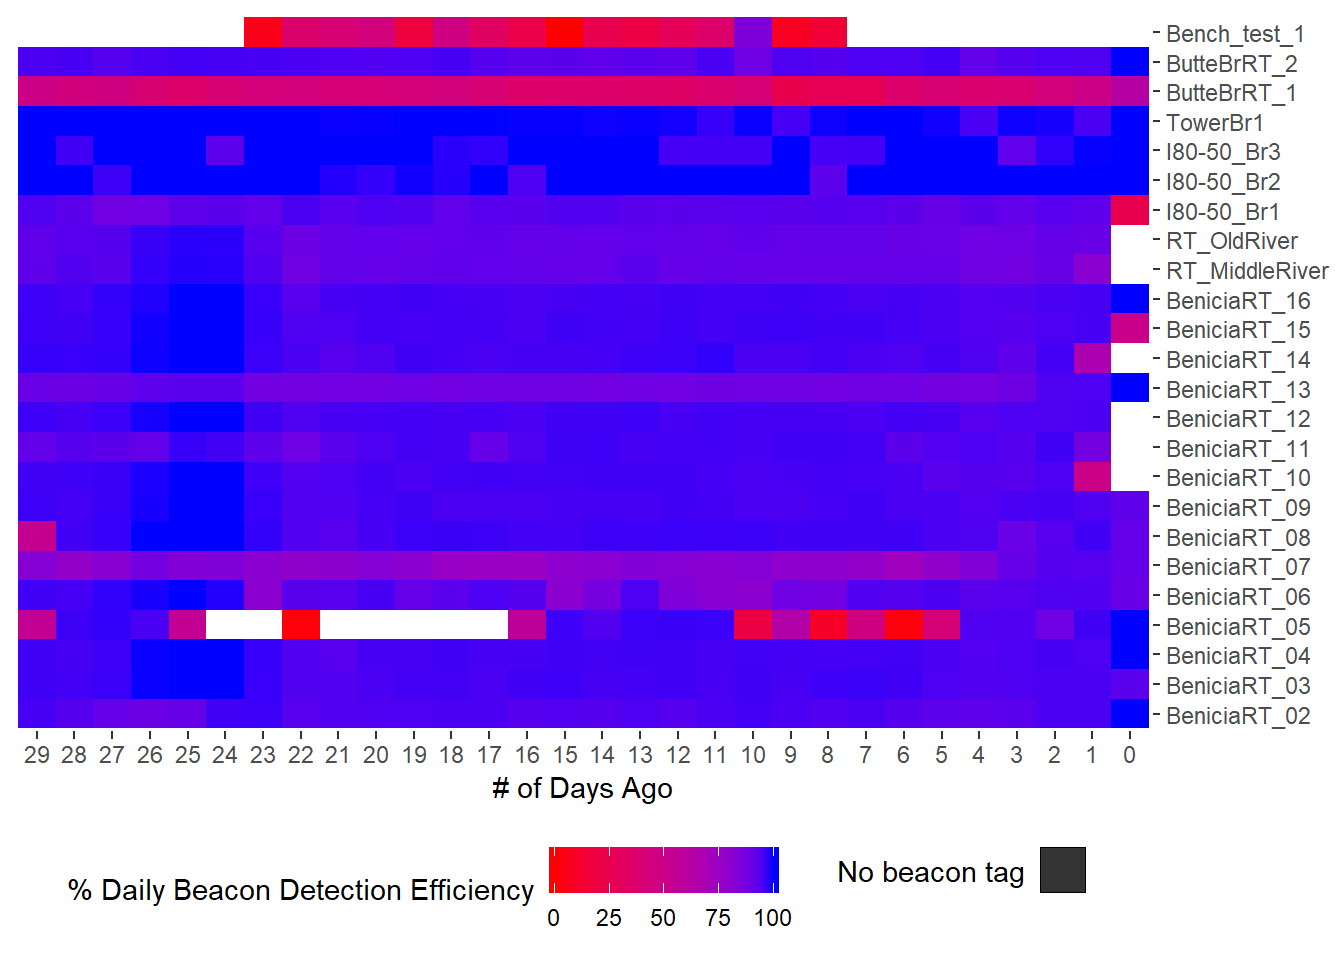 Bench_test_1
ButteBrRT_2
ButteBrRT_1
TowerBr1
I80-50_Br3
I80-50_Br2
I80-50_Br1
RT_OldRiver
RT_MiddleRiver
BeniciaRT_16
BeniciaRT_15
BeniciaRT_14
BeniciaRT_13
BeniciaRT_12
BeniciaRT_11
BeniciaRT_10
BeniciaRT_09
BeniciaRT_08
BeniciaRT_07
BeniciaRT_06
BeniciaRT_05
BeniciaRT_04
BeniciaRT_03
BeniciaRT_02
29 28 27 26 25 24 23 22 21 20 19 18 17 16 15 14 13 12 11 10 9 8 7 6 5 4 3 2 1 0
# of Days Ago
% Daily Beacon Detection Efficiency
0 25 50 75 100
No beacon tag